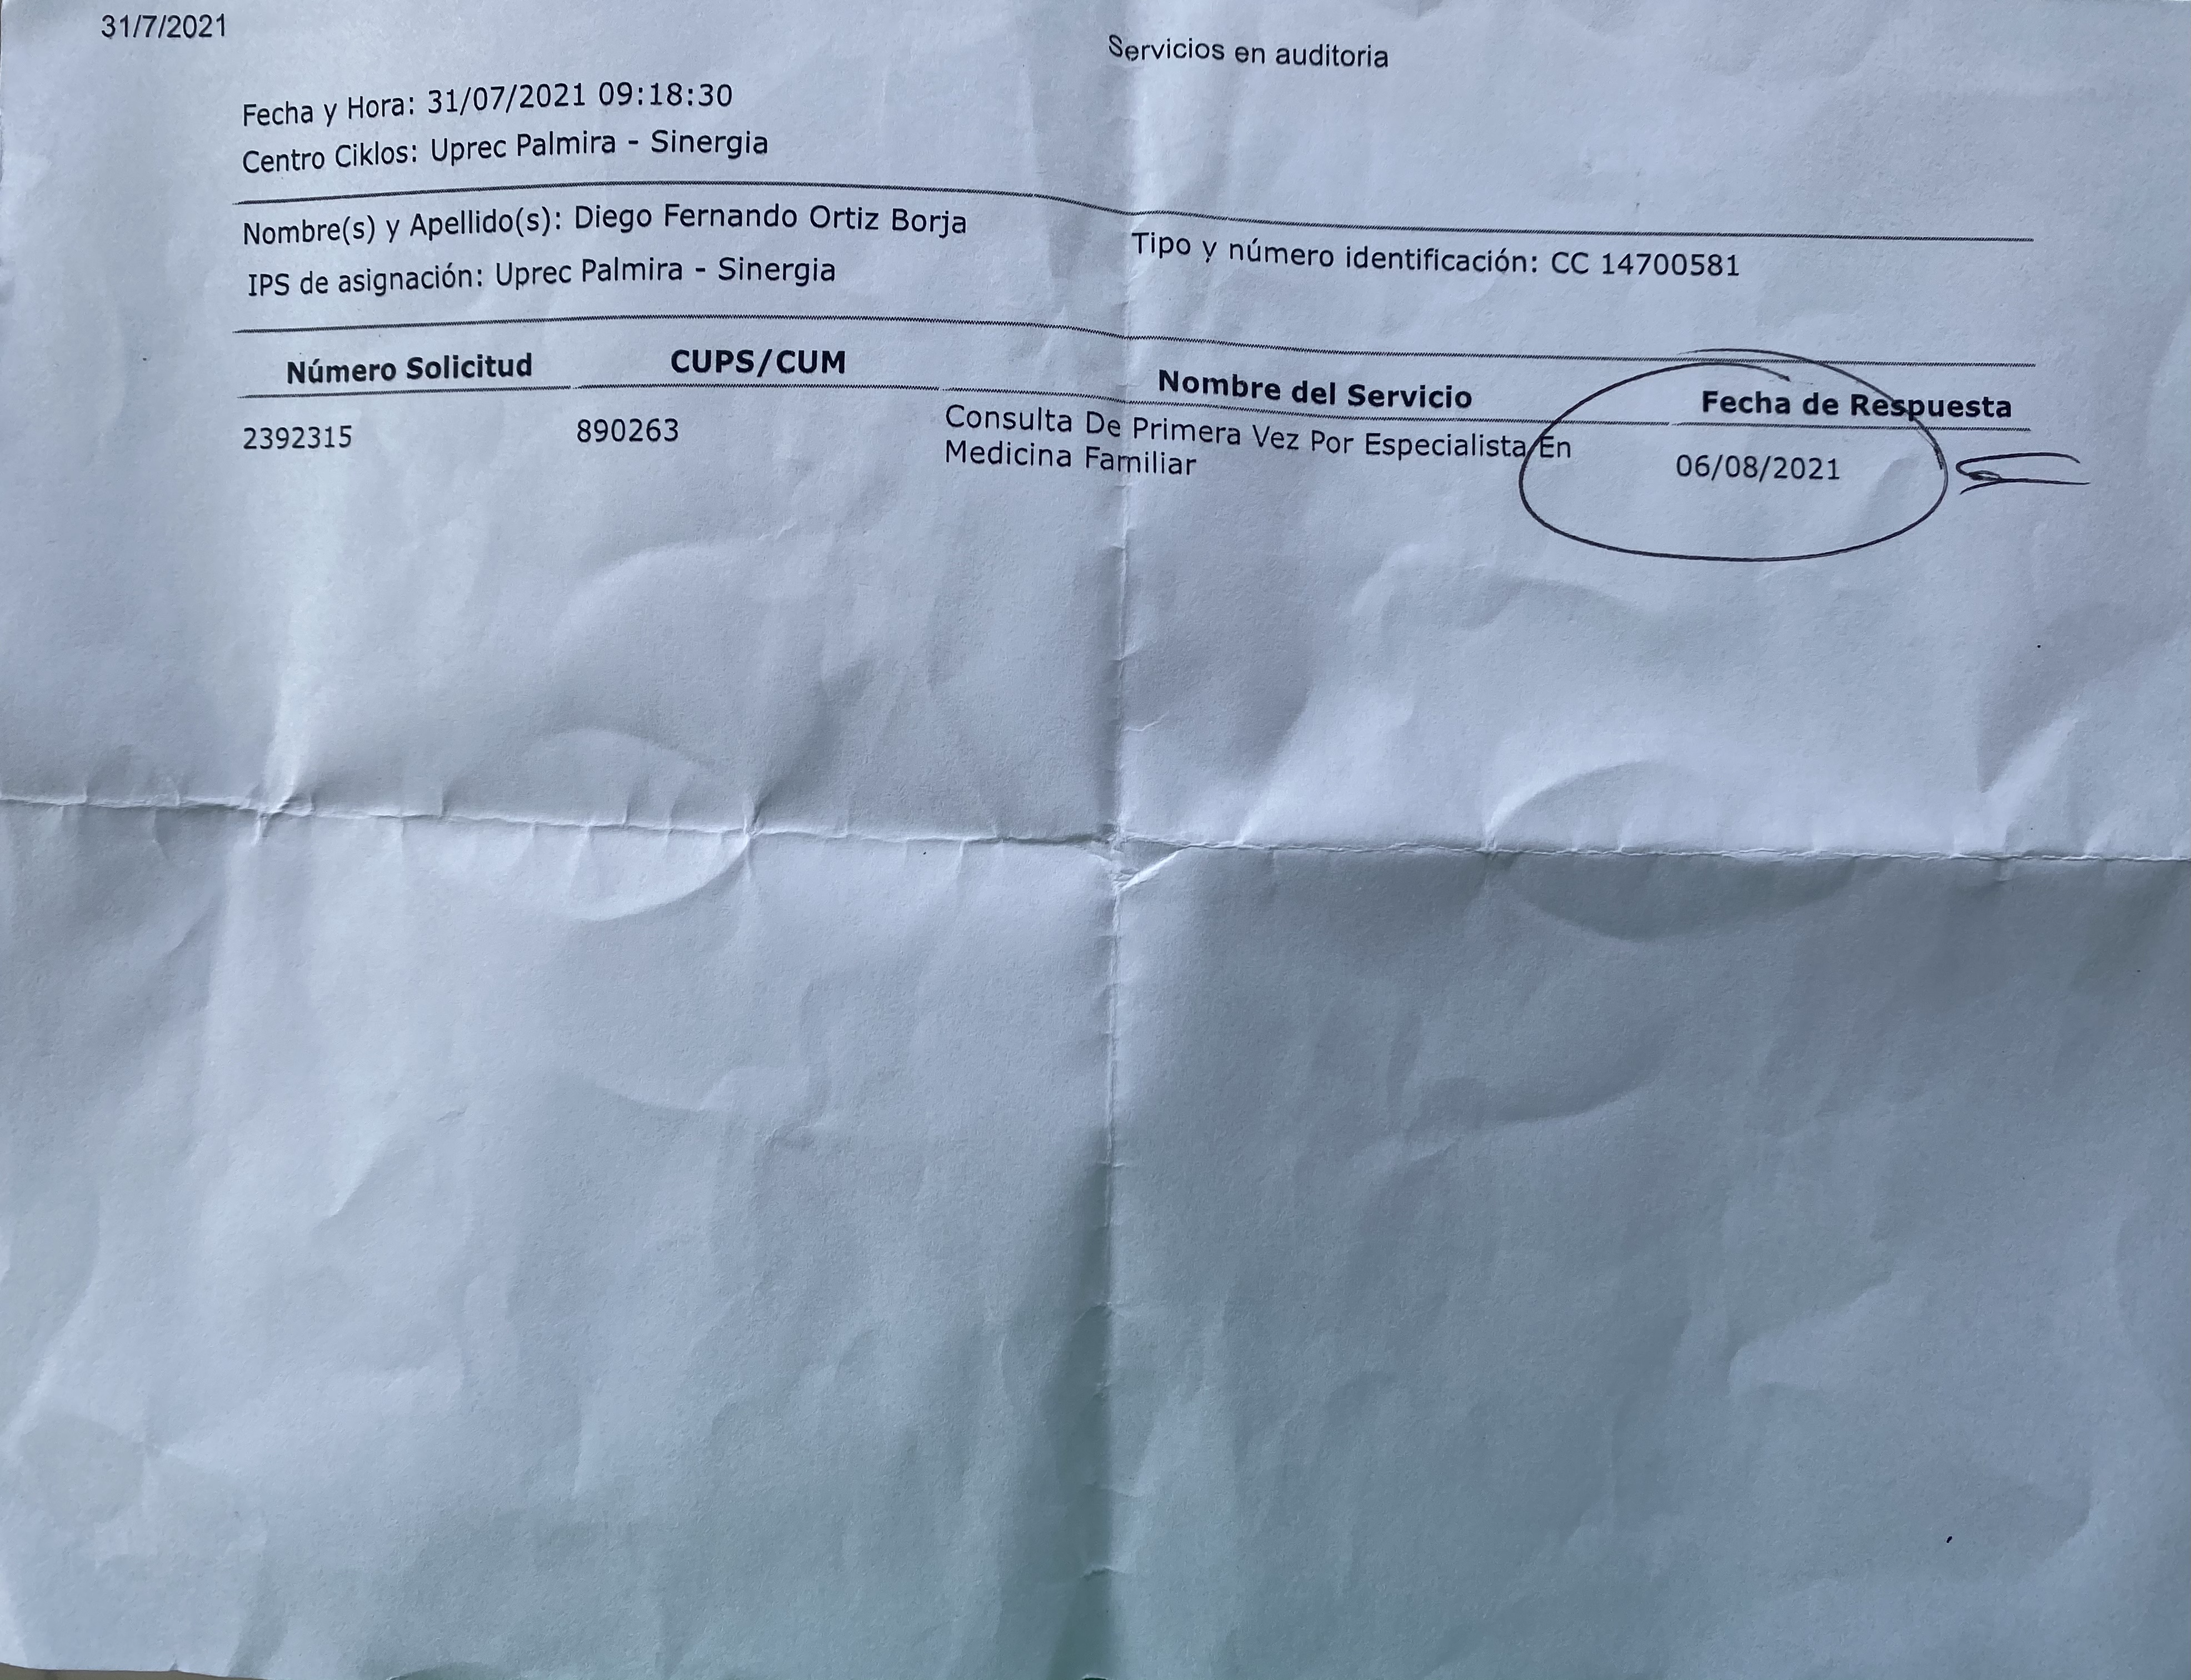 31/7/2021
Servicios en auditoria
Fecha y Hora: 31/07/2021 09:18:30
Centro Ciklos: Uprec Palmira - Sinergia
Nombre(s) y Apellido(s): Diego Fernando Ortiz Borja
Tipo y número identificación: CC 14700581
IPS de asignación: Uprec Palmira - Sinergia
Número Solicitud CUPS/CUM Nombre del Servicio Fecha de Respuesta
2392315 890263 Consulta De Primera Vez Por Especialista En 06/08/2021
Medicina Familiar